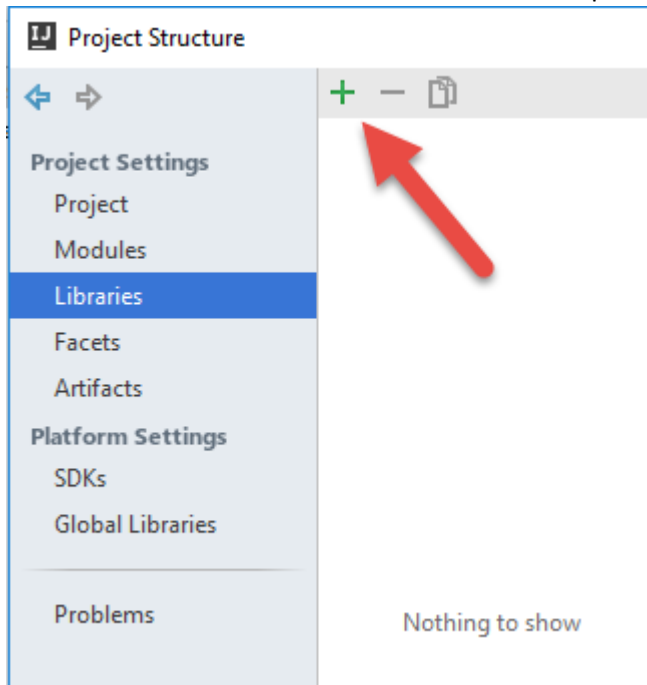 IJ Project Structure
Project Settings
Project
Modules
Libraries
Facets
Artifacts
Platform Settings
SDKs
Global Libraries
Problems
Nothing to show